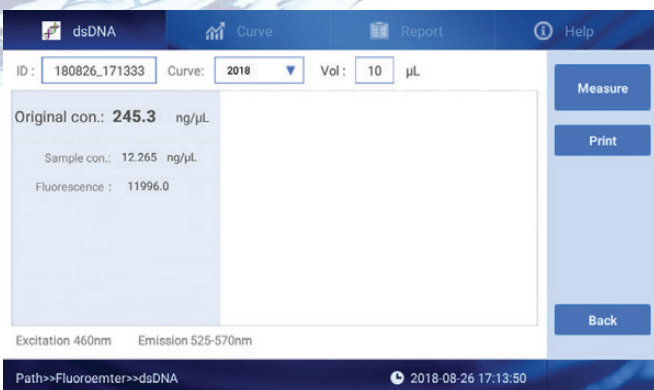 dsDNA Curve Report Help
ID : 180826_171333 Curve: 2018 Vol : 10 µL
Measure
Original con.: 245.3 ng/µL
Print
Sample con.: 12.265 ng/µL
Fluorescence : 11996.0
Back
Excitation 460nm Emission 525-570nm
Path>>Fluoroemter>>dsDNA 2018-08-26 17:13:50